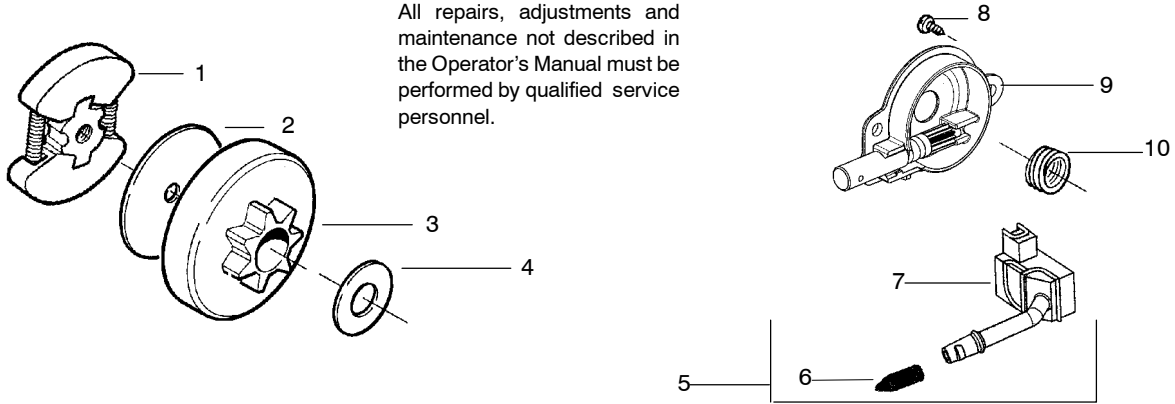 All repairs, adjustments and
maintenance not described in
the Operator's Manual must be
performed by qualified service
personnel.
1
2
3
4
8
9
10
7
5
6